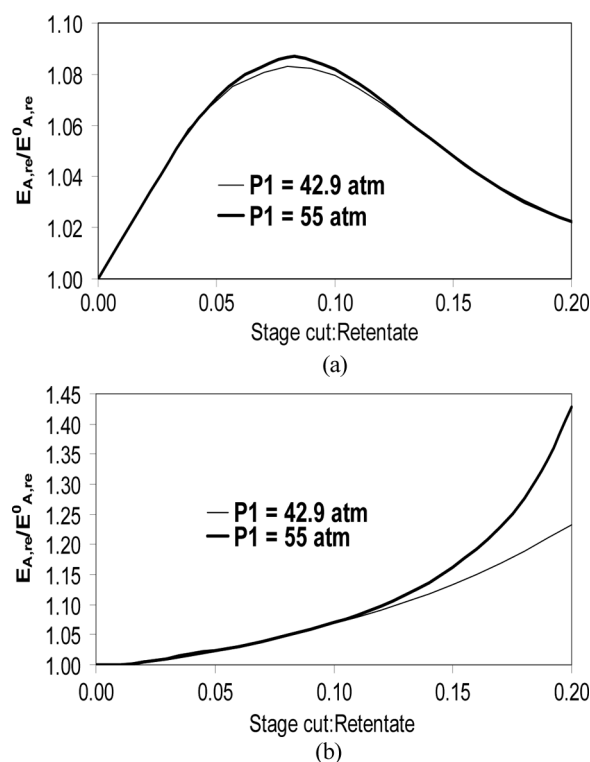 1.10
1.08
1.06
1.04
1.02
1.00
E_A,re/E⁰_A,re
P1 = 42.9 atm
P1 = 55 atm
0.00 0.05 0.10 0.15 0.20
Stage cut:Retentate
(a)
1.45
1.40
1.35
1.30
1.25
1.20
1.15
1.10
1.05
1.00
E_A,re/E⁰_A,re
P1 = 42.9 atm
P1 = 55 atm
0.00 0.05 0.10 0.15 0.20
Stage cut:Retentate
(b)